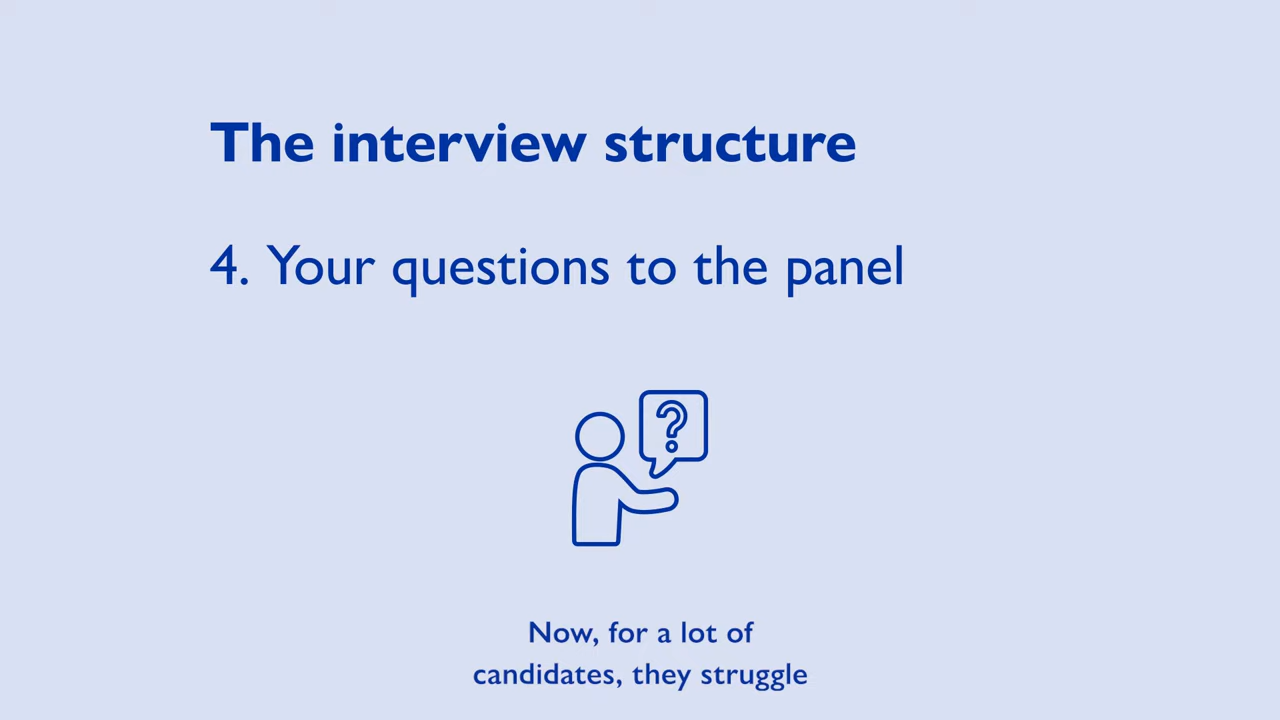 The interview structure
4. Your questions to the panel
?
Now, for a lot of
candidates, they struggle